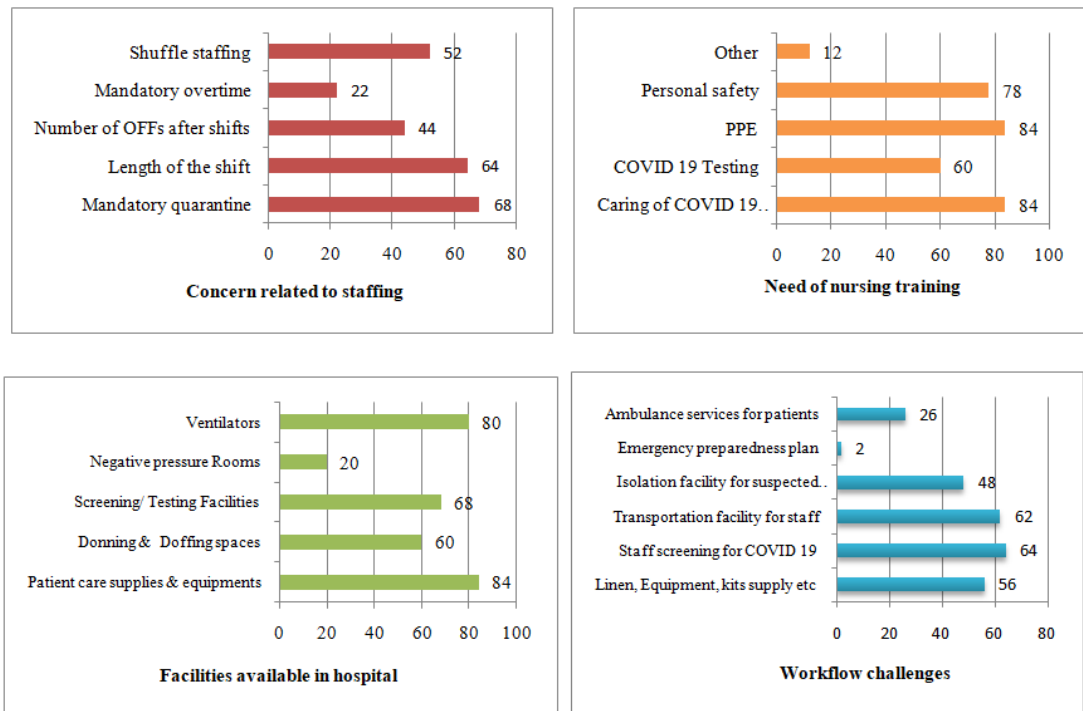 Shuffle staffing 52
Mandatory overtime 22
Number of OFFs after shifts 44
Length of the shift 64
Mandatory quarantine 68
0 20 40 60 80
Concern related to staffing
Other 12
Personal safety 78
PPE 84
COVID 19 Testing 60
Caring of COVID 19.. 84
0 20 40 60 80 100
Need of nursing training
Ventilators 80
Negative pressure Rooms 20
Screening/ Testing Facilities 68
Donning & Doffing spaces 60
Patient care supplies & equipments 84
0 20 40 60 80 100
Facilities available in hospital
Ambulance services for patients 26
Emergency preparedness plan 2
Isolation facility for suspected.. 48
Transportation facility for staff 62
Staff screening for COVID 19 64
Linen, Equipment, kits supply etc 56
0 20 40 60 80
Workflow challenges